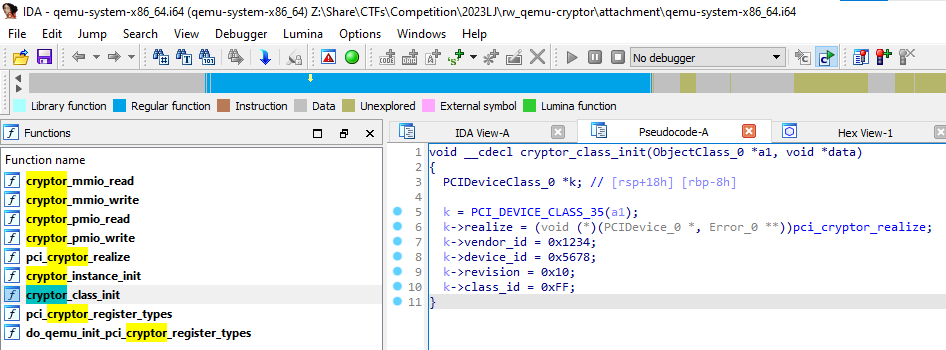 IDA - qemu-system-x86_64.i64 (qemu-system-x86_64) Z:\Share\CTFs\Competition\2023LJ\rw_qemu-cryptor\attachment\qemu-system-x86_64.i64
File Edit Jump Search View Debugger Lumina Options Windows Help
No debugger
Library function Regular function Instruction Data Unexplored External symbol Lumina function
Functions
IDA View-A Pseudocode-A Hex View-1
Function name
cryptor_mmio_read
cryptor_mmio_write
cryptor_pmio_read
cryptor_pmio_write
pci_cryptor_realize
cryptor_instance_init
cryptor_class_init
pci_cryptor_register_types
do_qemu_init_pci_cryptor_register_types
1 void __cdecl cryptor_class_init(ObjectClass_0 *a1, void *data)
2 {
3 PCIDeviceClass_0 *k; // [rsp+18h] [rbp-8h]
4
5 k = PCI_DEVICE_CLASS_35(a1);
6 k->realize = (void (*)(PCIDevice_0 *, Error_0 **))pci_cryptor_realize;
7 k->vendor_id = 0x1234;
8 k->device_id = 0x5678;
9 k->revision = 0x10;
10 k->class_id = 0xFF;
11 }